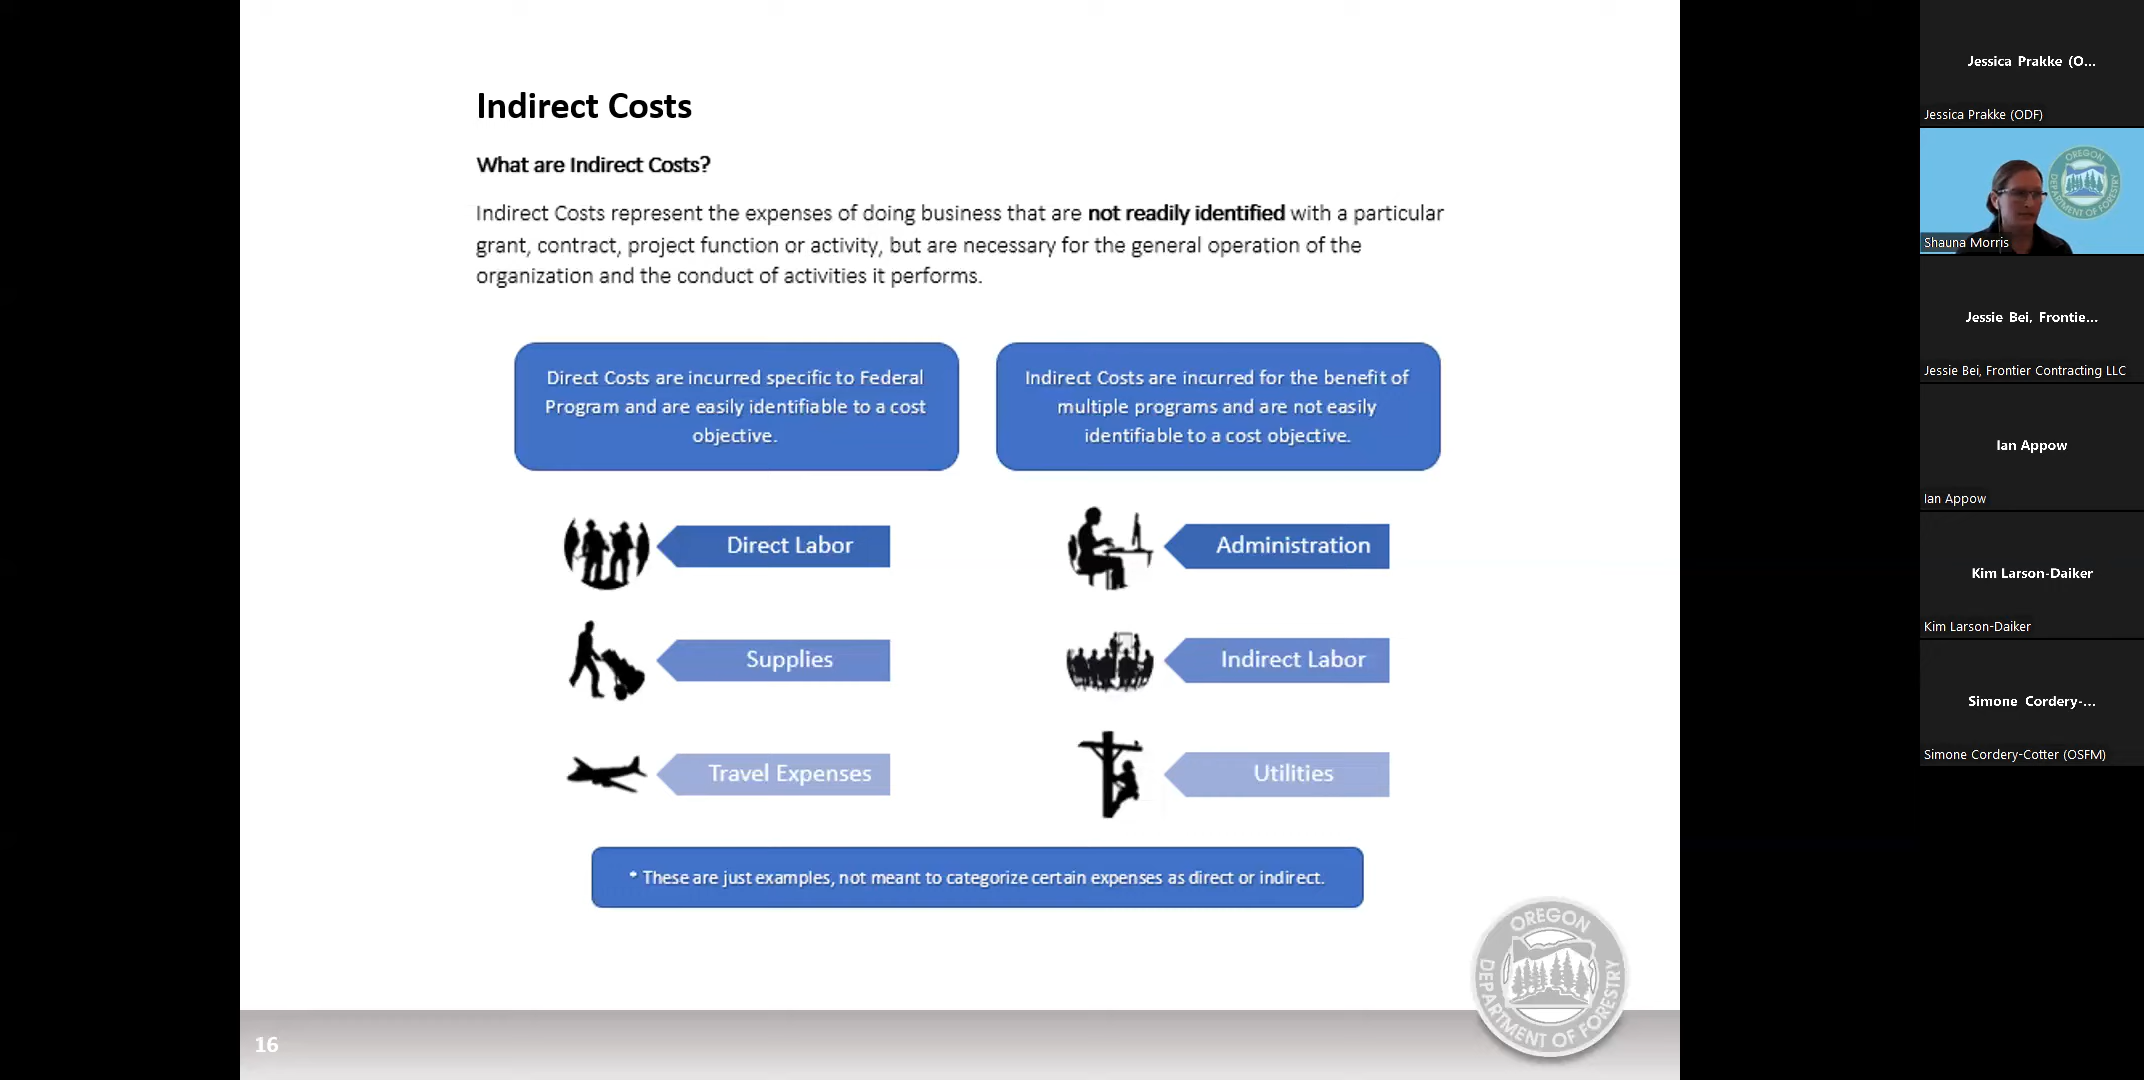 Indirect Costs
What are Indirect Costs?
Indirect Costs represent the expenses of doing business that are not readily identified with a particular
grant, contract, project function or activity, but are necessary for the general operation of the
organization and the conduct of activities it performs.
Direct Costs are incurred specific to Federal
Program and are easily identifiable to a cost
objective.
Indirect Costs are incurred for the benefit of
multiple programs and are not easily
identifiable to a cost objective.
Direct Labor
Supplies
Travel Expenses
Administration
Indirect Labor
Utilities
* These are just examples, not meant to categorize certain expenses as direct or indirect.
OREGON
DEPARTMENT OF FORESTRY
16
Jessica Prakke (O...
Jessica Prakke (ODF)
OREGON
DEPARTMENT OF FORESTRY
Shauna Morris
Jessie Bei, Frontie...
Jessie Bei, Frontier Contracting LLC
Ian Appow
Ian Appow
Kim Larson-Daiker
Kim Larson-Daiker
Simone Cordery-...
Simone Cordery-Cotter (OSFM)